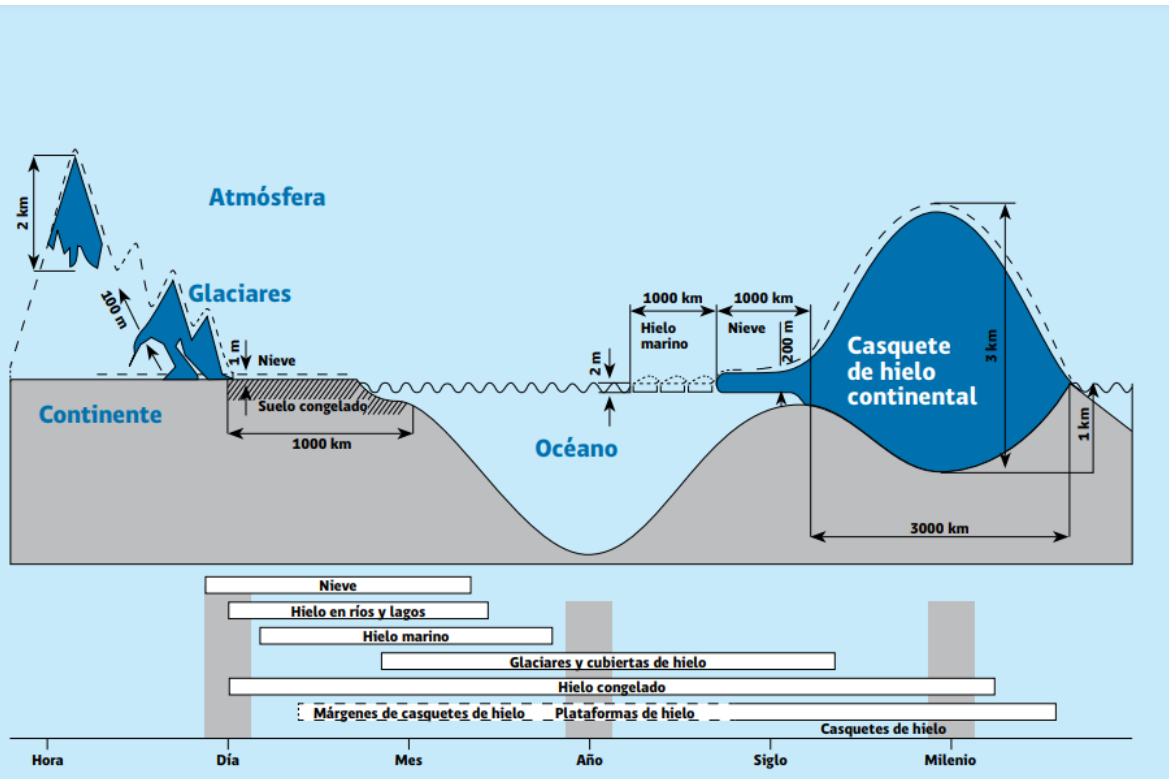 Atmósfera
2 km
Glaciares
100 m
1 m
Nieve
Continente
Suelo congelado
1000 km
Océano
2 m
1000 km
1000 km
Hielo
marino
Nieve
200 m
Casquete
de hielo
continental
3 km
1 km
3000 km
Nieve
Hielo en ríos y lagos
Hielo marino
Glaciares y cubiertas de hielo
Hielo congelado
Márgenes de casquetes de hielo
Plataformas de hielo
Casquetes de hielo
Hora
Día
Mes
Año
Siglo
Milenio